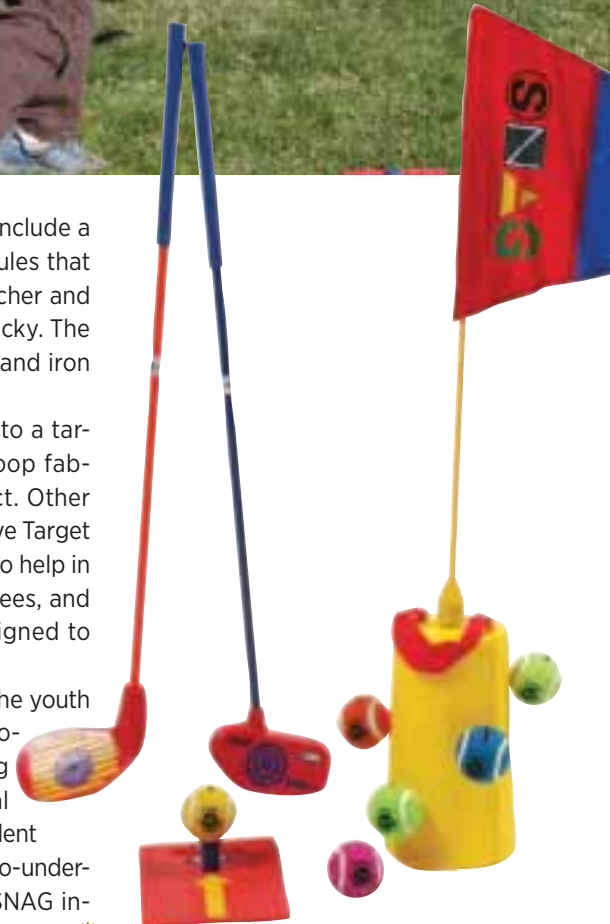 SNAG
nclude a
ules that
cher and
cky. The
and iron
to a tar-
oop fab-
ct. Other
ve Target
o help in
ees, and
igned to
he youth
o-
g
al
dent
o-under-
SNAG in-